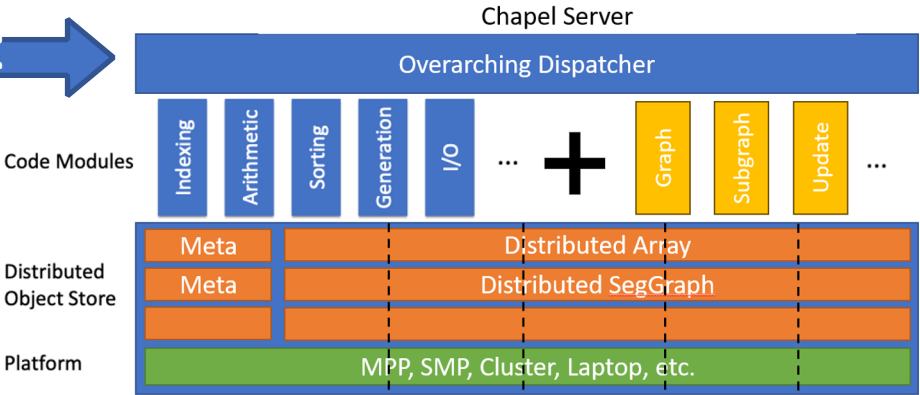 Chapel Server
Overarching Dispatcher
Code Modules
Indexing
Arithmetic
Sorting
Generation
I/O
...
+
Graph
Subgraph
Update
...
Distributed
Object Store
Meta
Distributed Array
Meta
Distributed SegGraph
Platform
MPP, SMP, Cluster, Laptop, etc.